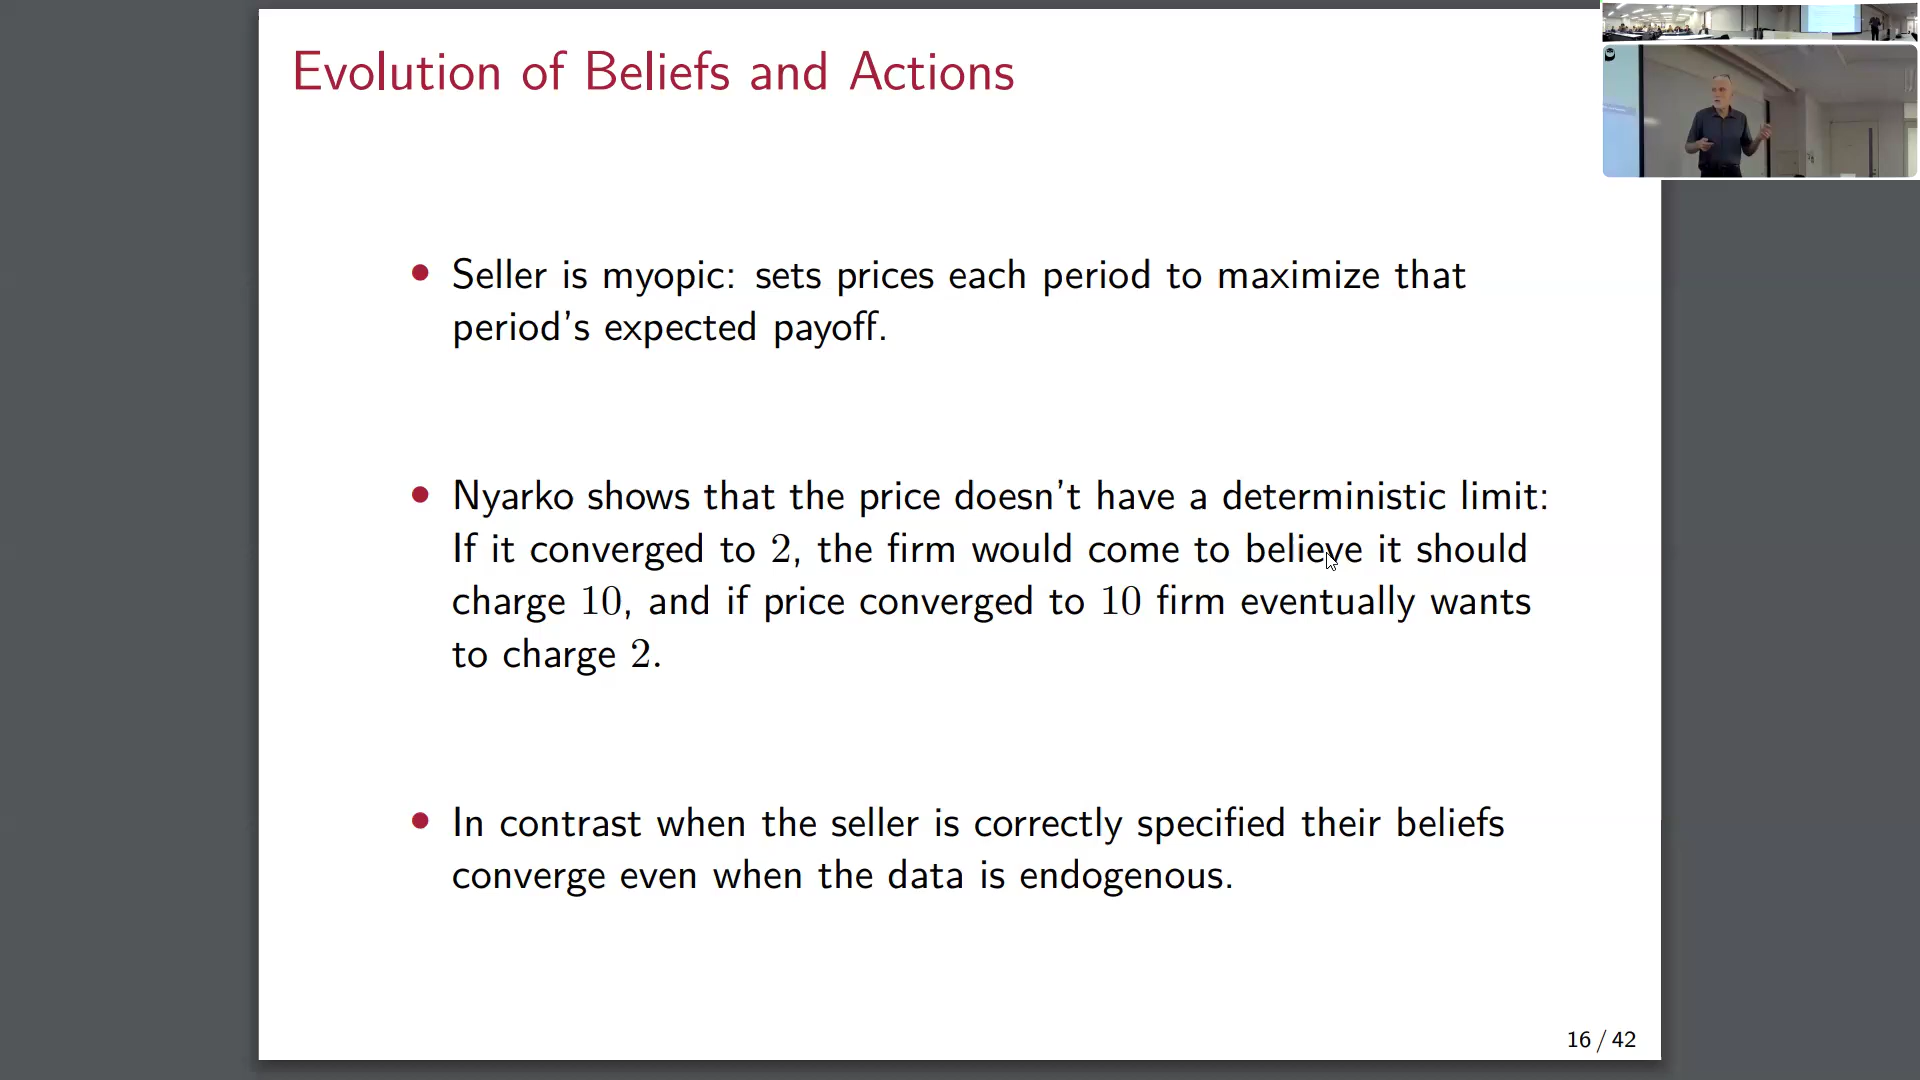 Evolution of Beliefs and Actions
• Seller is myopic: sets prices each period to maximize that
period's expected payoff.
• Nyarko shows that the price doesn't have a deterministic limit:
If it converged to 2, the firm would come to believe it should
charge 10, and if price converged to 10 firm eventually wants
to charge 2.
• In contrast when the seller is correctly specified their beliefs
converge even when the data is endogenous.
16 / 42